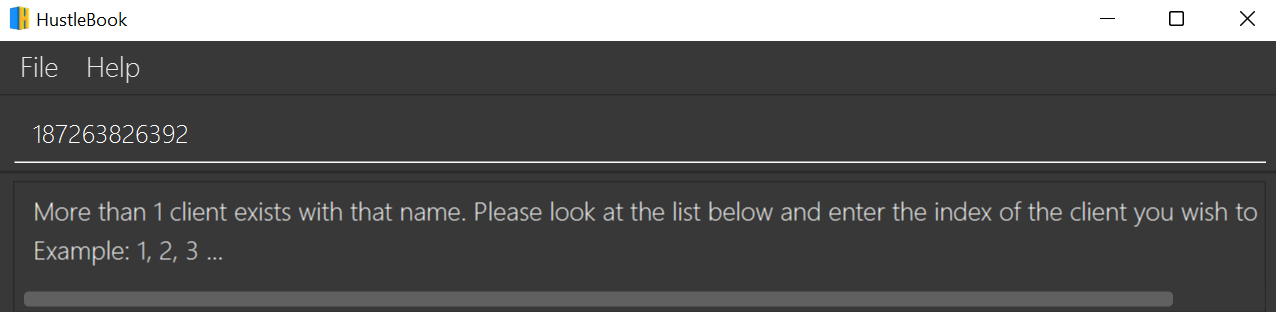 HustleBook
File Help
187263826392
More than 1 client exists with that name. Please look at the list below and enter the index of the client you wish to
Example: 1, 2, 3 ...